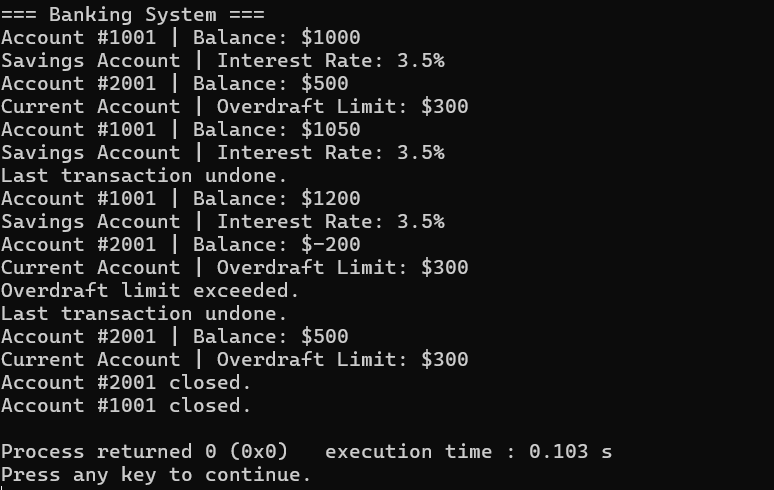 === Banking System ===
Account #1001 | Balance: $1000
Savings Account | Interest Rate: 3.5%
Account #2001 | Balance: $500
Current Account | Overdraft Limit: $300
Account #1001 | Balance: $1050
Savings Account | Interest Rate: 3.5%
Last transaction undone.
Account #1001 | Balance: $1200
Savings Account | Interest Rate: 3.5%
Account #2001 | Balance: $-200
Current Account | Overdraft Limit: $300
Overdraft limit exceeded.
Last transaction undone.
Account #2001 | Balance: $500
Current Account | Overdraft Limit: $300
Account #2001 closed.
Account #1001 closed.
Process returned 0 (0x0)   execution time : 0.103 s
Press any key to continue.